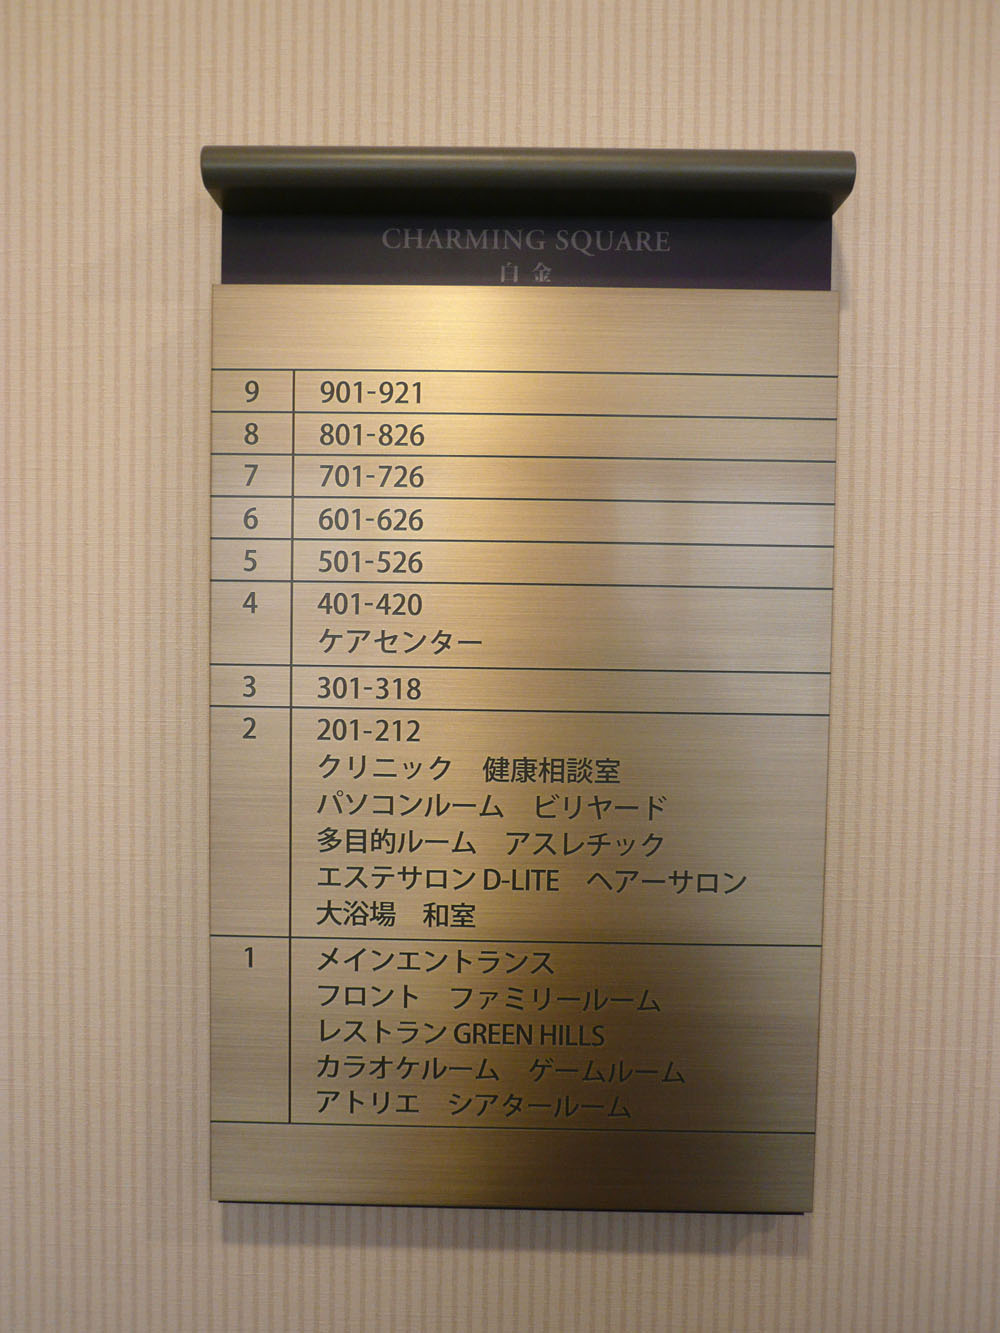 CHARMING SQUARE
白金
9 901-921
8 801-826
7 701-726
6 601-626
5 501-526
4 401-420
ケアセンター
3 301-318
2 201-212
クリニック　健康相談室
パソコンルーム　ビリヤード
多目的ルーム　アスレチック
エステサロン D-LITE　ヘアーサロン
大浴場　和室
1 メインエントランス
フロント　ファミリールーム
レストラン GREEN HILLS
カラオケルーム　ゲームルーム
アトリエ　シアタールーム